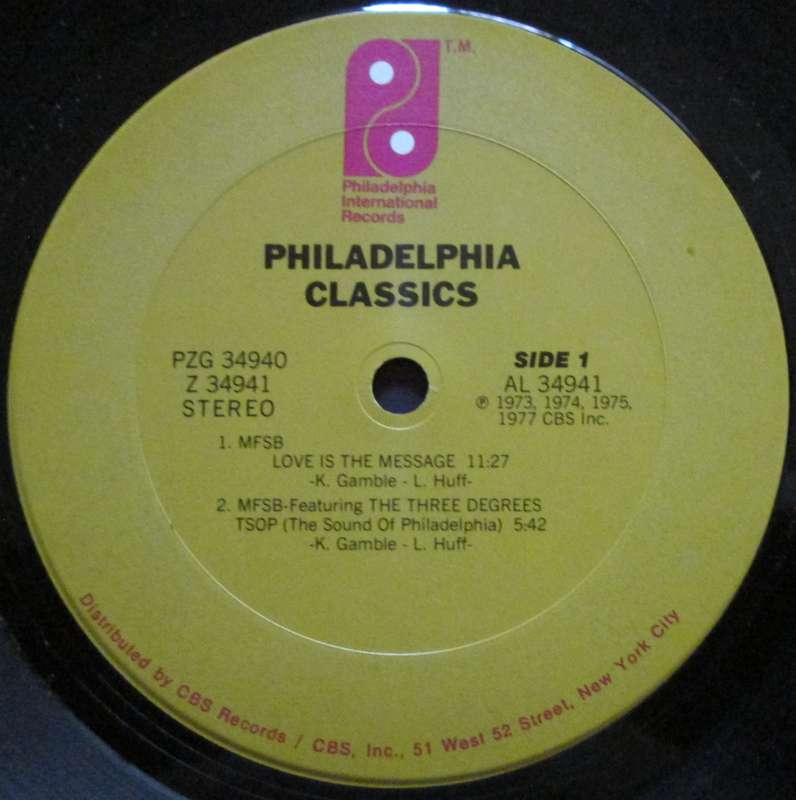 T.M.
Philadelphia
International
Records
PHILADELPHIA
CLASSICS
PZG 34940
Z 34941
STEREO
SIDE 1
AL 34941
℗ 1973, 1974, 1975,
1977 CBS Inc.
1. MFSB
LOVE IS THE MESSAGE 11:27
-K. Gamble - L. Huff-
2. MFSB-Featuring THE THREE DEGREES
TSOP (The Sound Of Philadelphia) 5:42
-K. Gamble - L. Huff-
Distributed by CBS Records / CBS, Inc., 51 West 52 Street, New York City